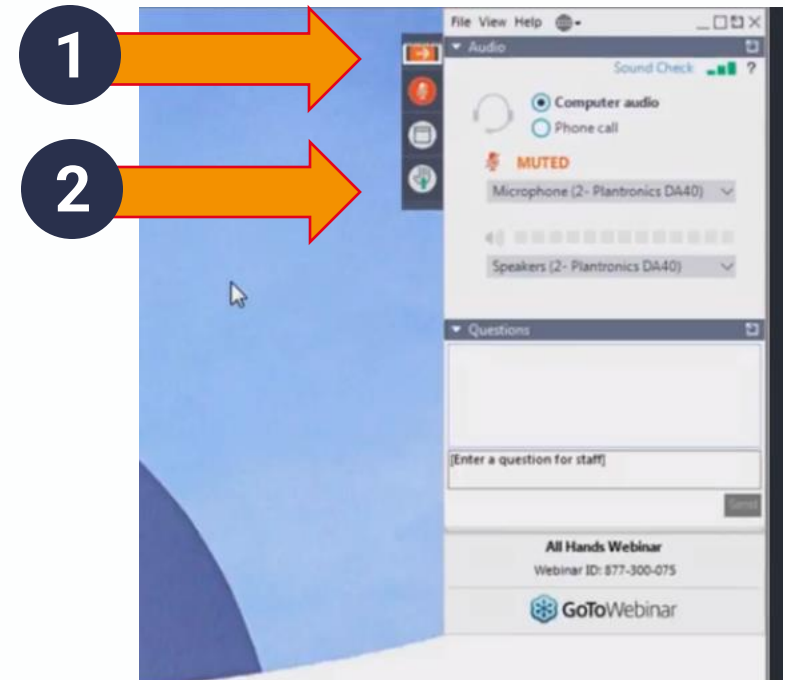 1
2
File View Help
Audio
Sound Check ?
Computer audio
Phone call
MUTED
Microphone (2- Plantronics DA40)
Speakers (2- Plantronics DA40)
Questions
[Enter a question for staff]
Send
All Hands Webinar
Webinar ID: 877-300-075
GoToWebinar